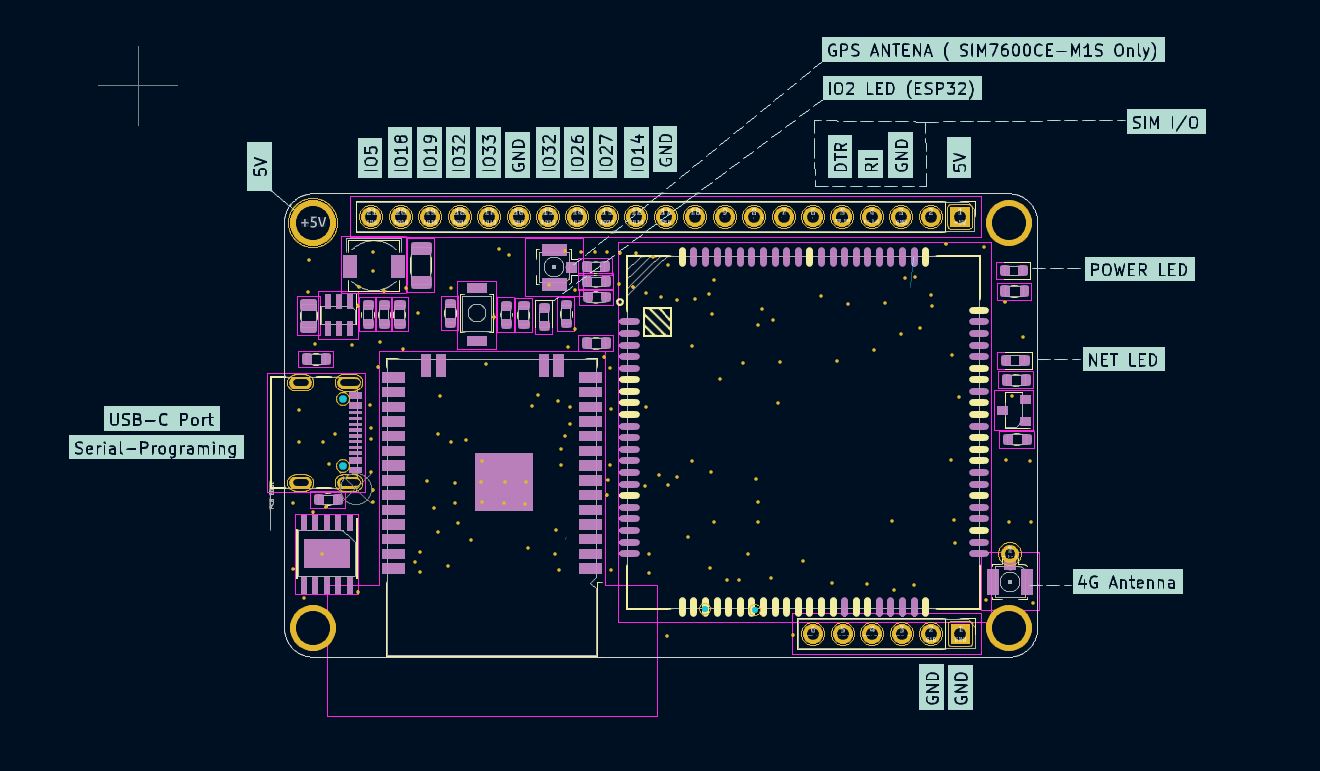 GPS ANTENA ( SIM7600CE-M1S Only)
IO2 LED (ESP32)
SIM I/O
5V
IO5
IO18
IO19
IO32
IO33
GND
IO32
IO26
IO27
IO14
GND
DTR
RI
GND
5V
+5V
POWER LED
NET LED
USB-C Port
Serial-Programing
4G Antenna
GND
GND